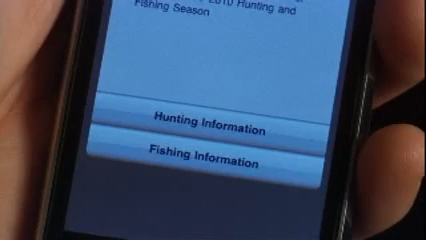 2010 Hunting and
Fishing Season
Hunting Information
Fishing Information